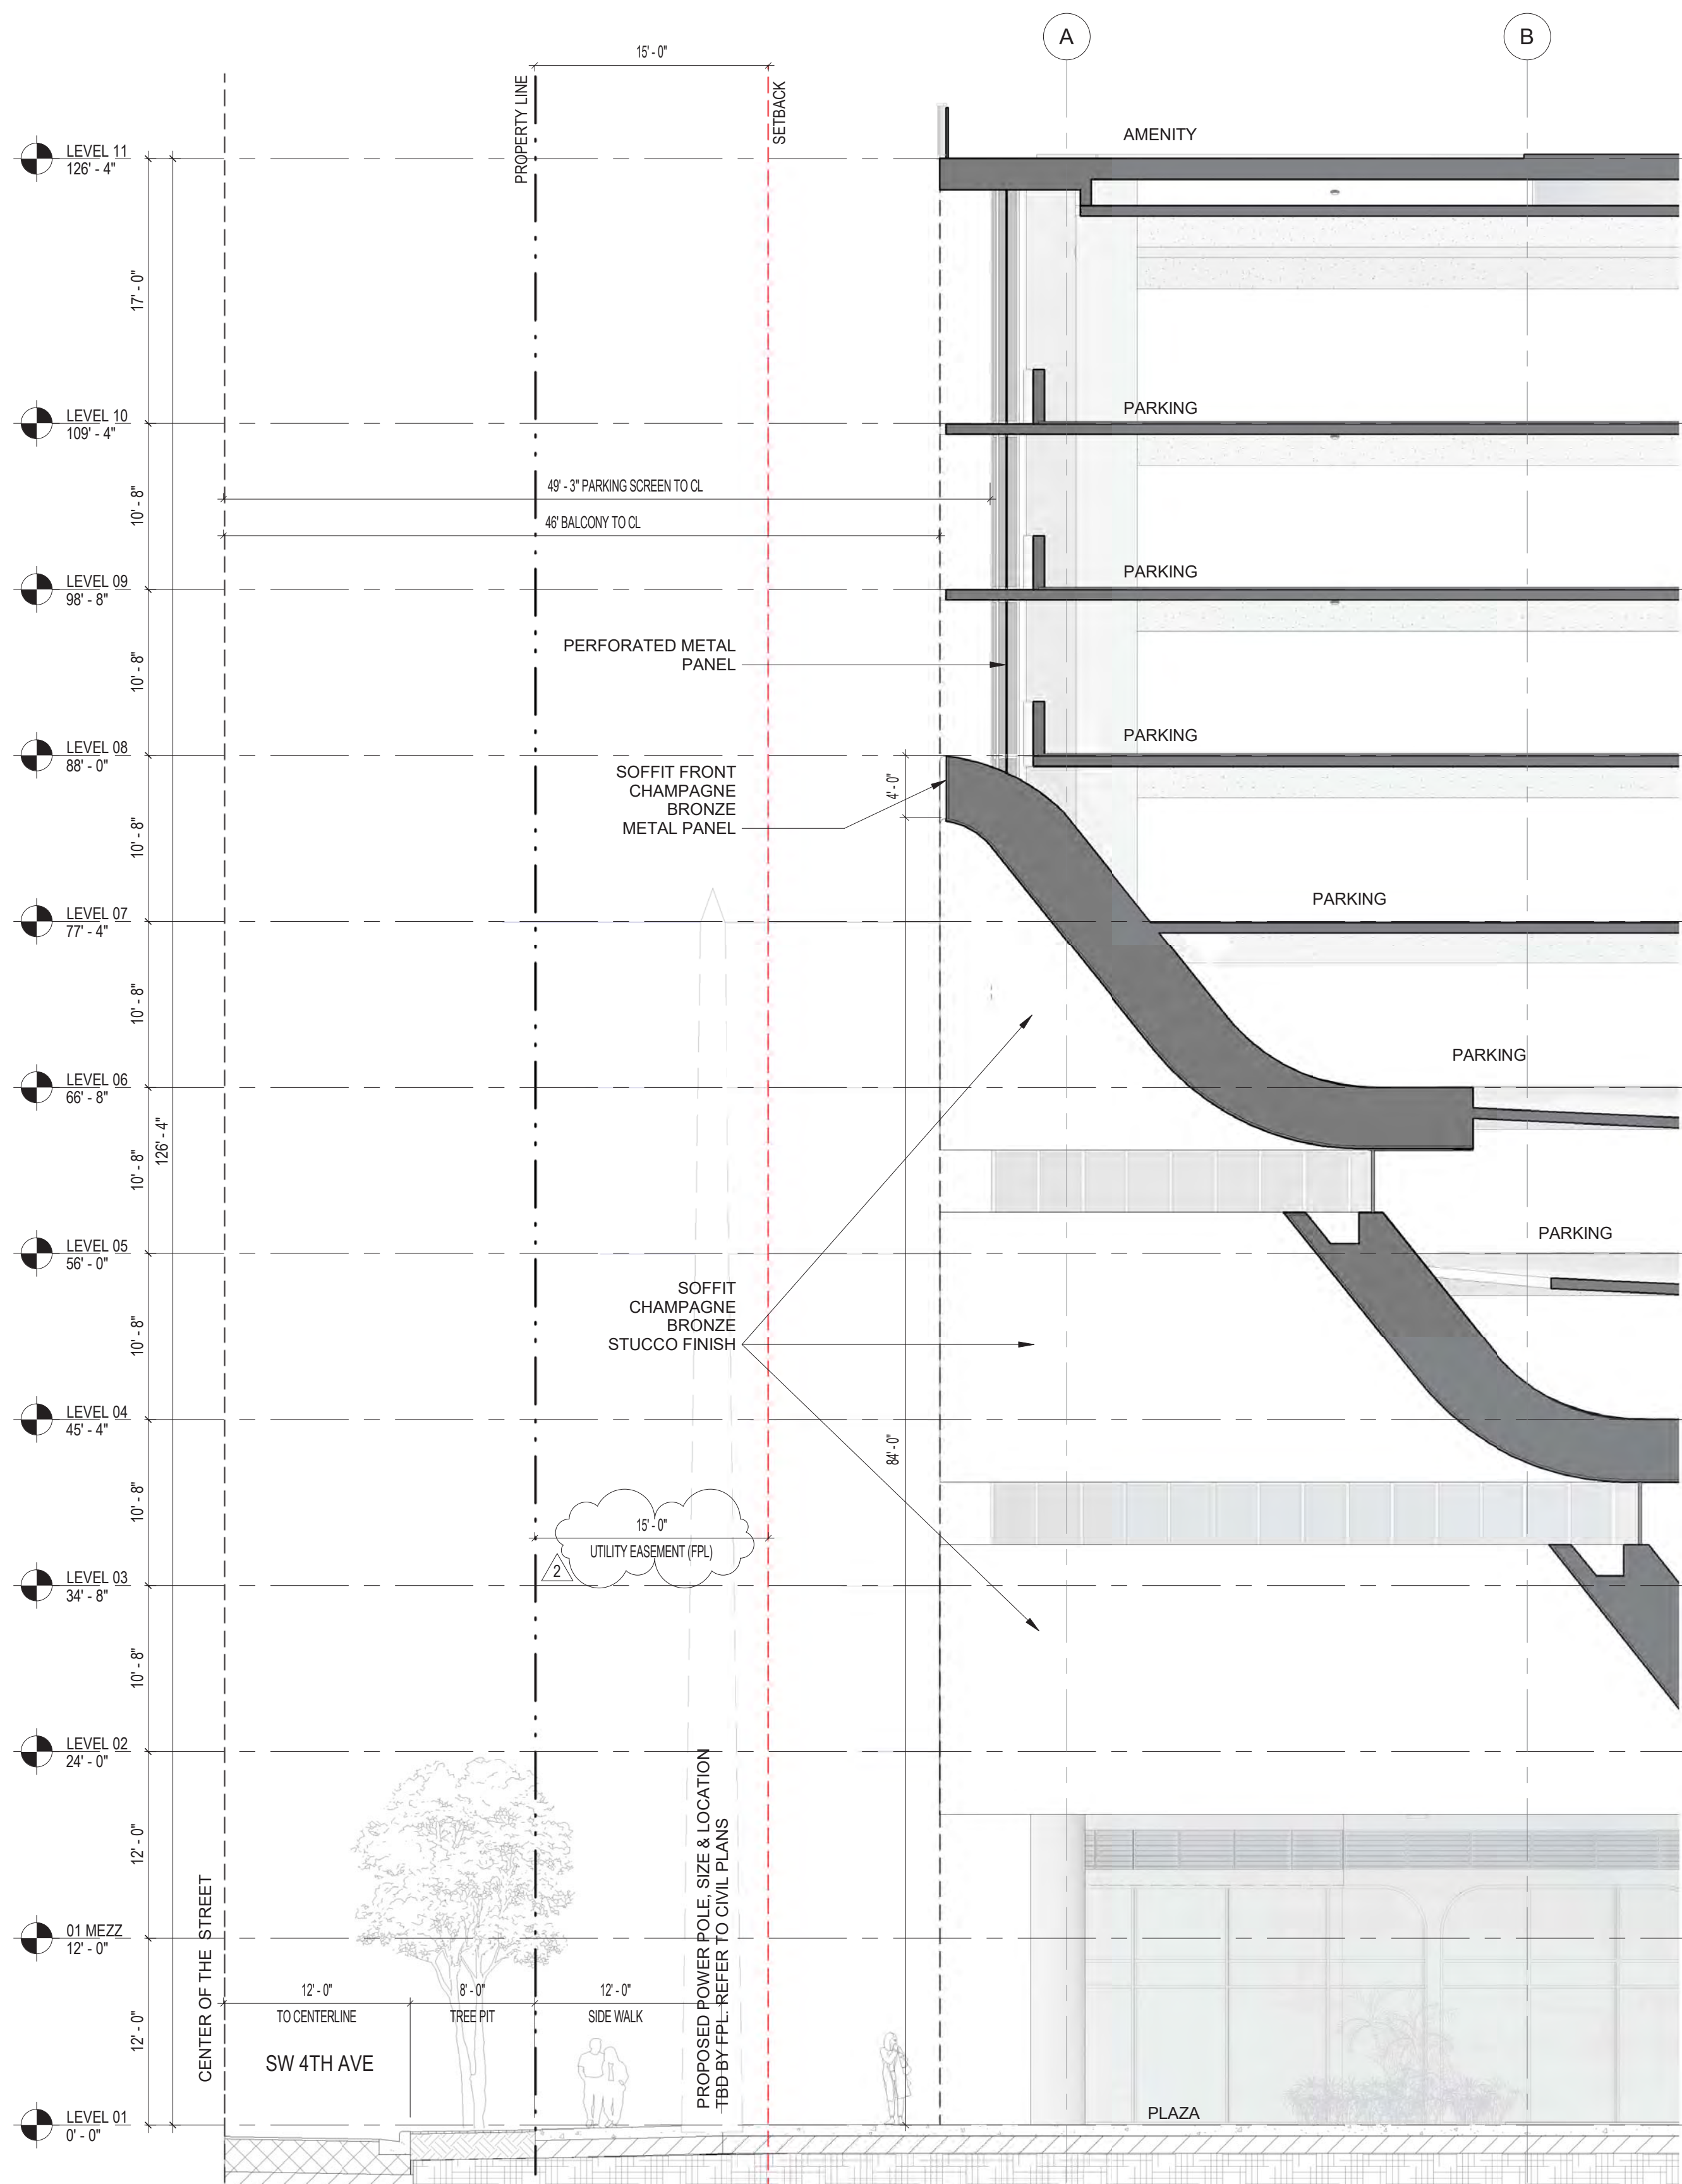 A
B
15' - 0"
PROPERTY LINE
SETBACK
AMENITY
LEVEL 11
126' - 4"
17' - 0"
LEVEL 10
109' - 4"
PARKING
49' - 3" PARKING SCREEN TO CL
10' - 8"
46' BALCONY TO CL
LEVEL 09
98' - 8"
PARKING
PERFORATED METAL
PANEL
10' - 8"
LEVEL 08
88' - 0"
PARKING
SOFFIT FRONT
CHAMPAGNE
BRONZE
METAL PANEL
4'- 0"
10' - 8"
LEVEL 07
77' - 4"
PARKING
10' - 8"
LEVEL 06
66' - 8"
PARKING
126' - 4"
10' - 8"
LEVEL 05
56' - 0"
PARKING
SOFFIT
CHAMPAGNE
BRONZE
STUCCO FINISH
10' - 8"
LEVEL 04
45' - 4"
84'- 0"
10' - 8"
15' - 0"
UTILITY EASEMENT (FPL)
2
LEVEL 03
34' - 8"
10' - 8"
LEVEL 02
24' - 0"
PROPOSED POWER POLE, SIZE & LOCATION
TBD BY FPL. REFER TO CIVIL PLANS
12' - 0"
CENTER OF THE STREET
01 MEZZ
12' - 0"
12' - 0"
8' - 0"
12' - 0"
TO CENTERLINE
TREE PIT
SIDE WALK
12' - 0"
SW 4TH AVE
LEVEL 01
0' - 0"
PLAZA